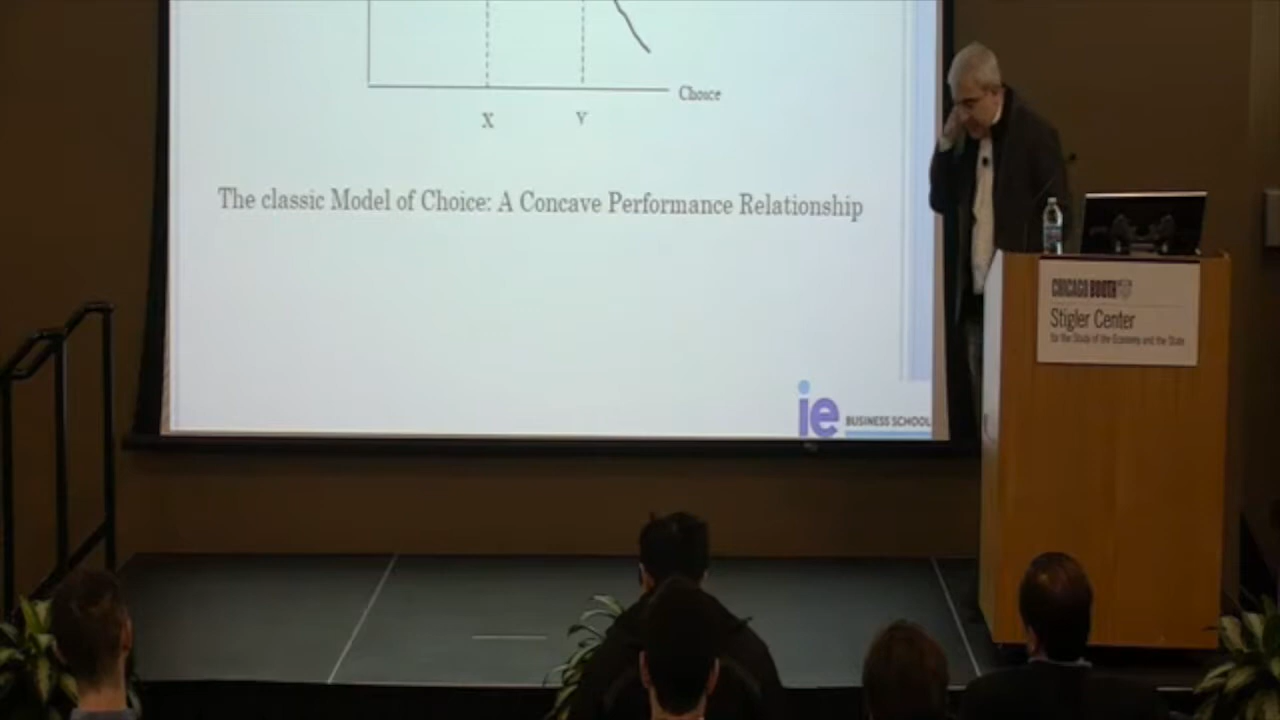 Choice
X Y
The classic Model of Choice: A Concave Performance Relationship
ie BUSINESS SCHOOL
CHICAGO BOOTH
Stigler Center
for the Study of the Economy and the State